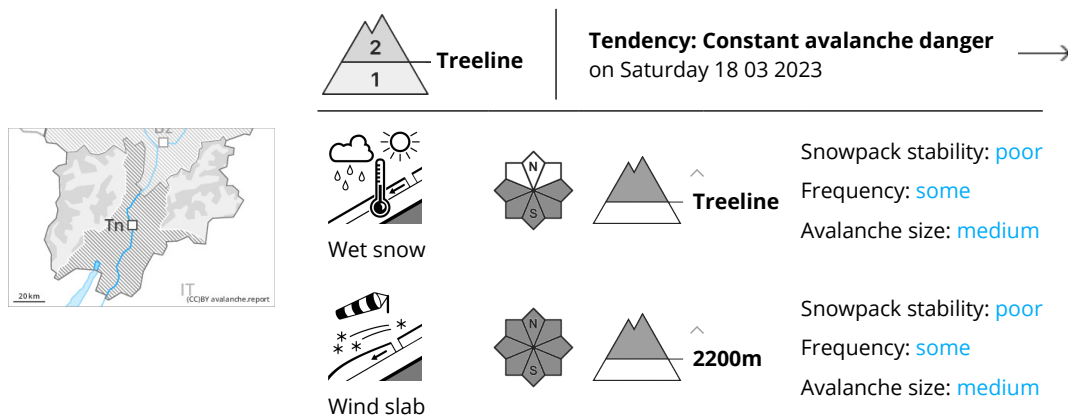 2
1
Treeline
Tendency: Constant avalanche danger
on Saturday 18 03 2023
Tn
20 km
IT
(CC)BY avalanche.report
N
S
Treeline
Snowpack stability: poor
Frequency: some
Avalanche size: medium
Wet snow
N
S
2200m
Snowpack stability: poor
Frequency: some
Avalanche size: medium
Wind slab